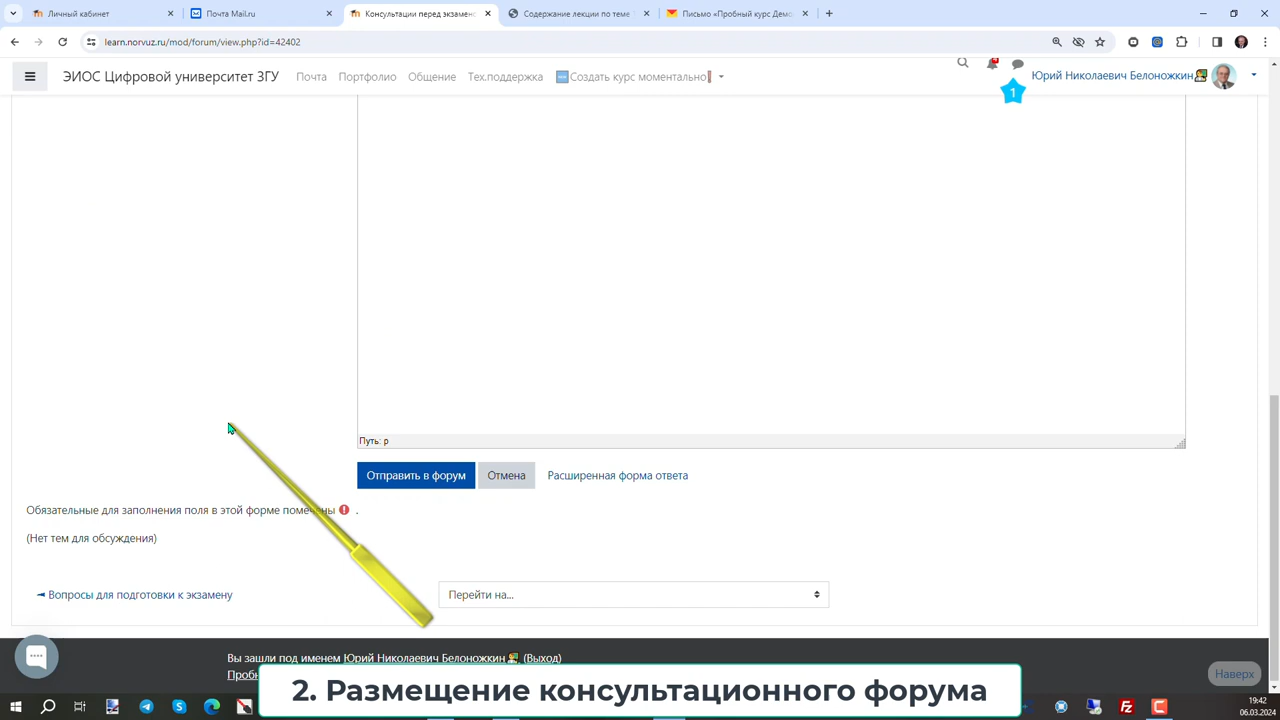 Личный кабинет
Почта Mail.ru
Консультации перед экзамен
Содержание лекции по теме
Письмо «Пробный курс Демо
learn.norvuz.ru/mod/forum/view.php?id=42402
ЭИОС Цифровой университет ЗГУ
Почта
Портфолио
Общение
Тех.поддержка
Создать курс моментально
Юрий Николаевич Белоножкин
1
Путь: p
Отправить в форум
Отмена
Расширенная форма ответа
Обязательные для заполнения поля в этой форме помечены .
(Нет тем для обсуждения)
◄ Вопросы для подготовки к экзамену
Перейти на...
Вы зашли под именем Юрий Николаевич Белоножкин (Выход)
Наверх
2. Размещение консультационного форума
19:42
06.03.2024